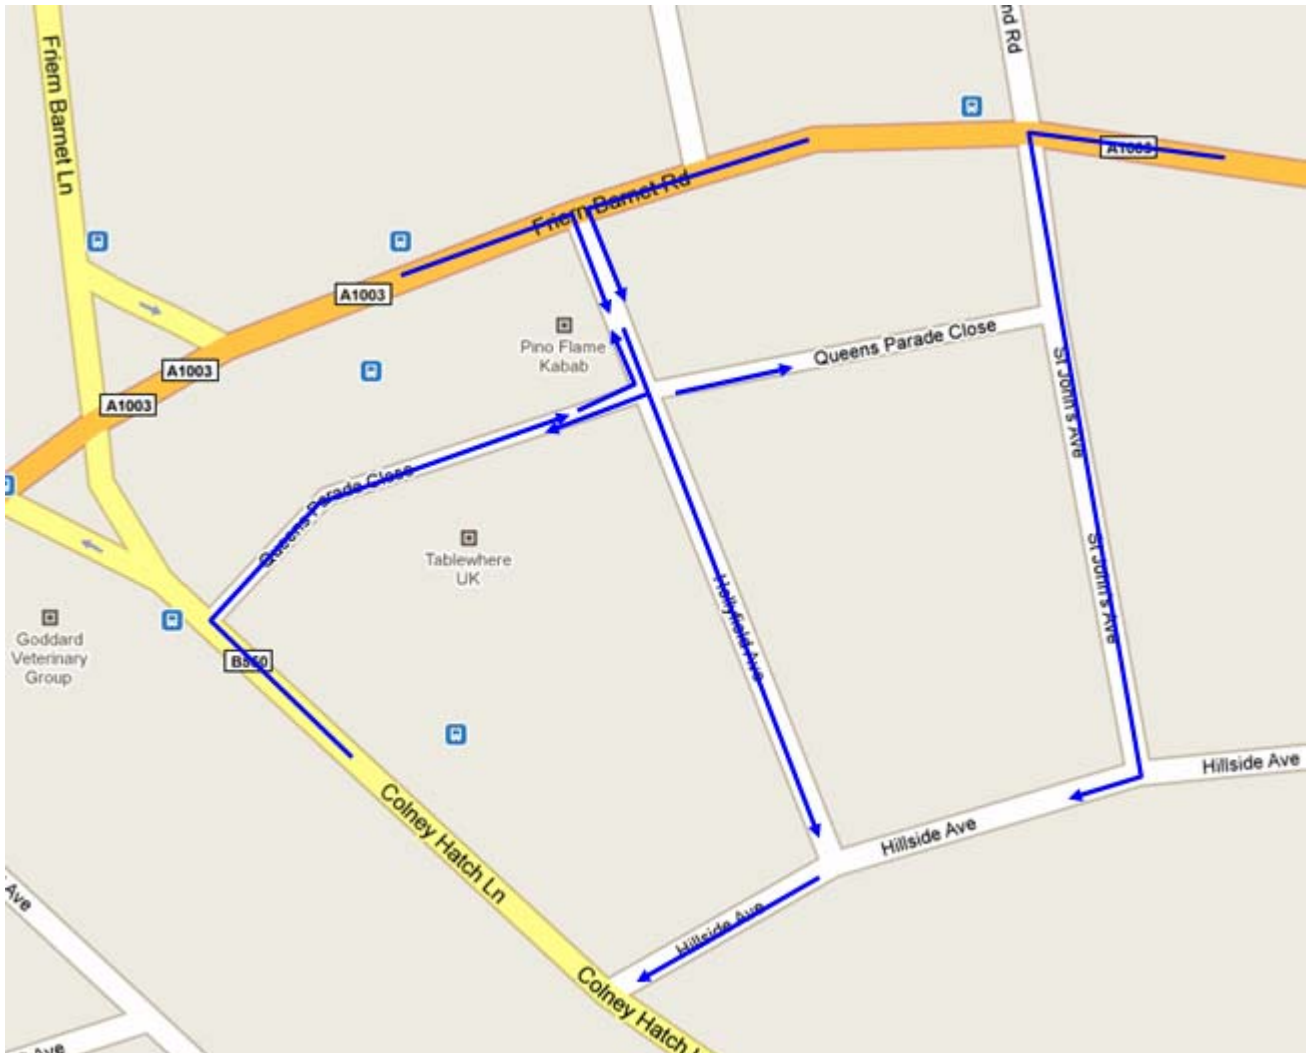 nd Rd
Friern Barnet Ln
A1003
Friern Barnet Rd
A1003
Pino Flame
Kabab
Queens Parade Close
A1003
St John's Ave
A1003
Queens Parade Close
Tablewhere
UK
Hollyfield Ave
St John's Ave
Goddard
Veterinary
Group
B550
Hillside Ave
Colney Hatch Ln
Hillside Ave
Ave
Hillside Ave
Colney Hatch L
Ave